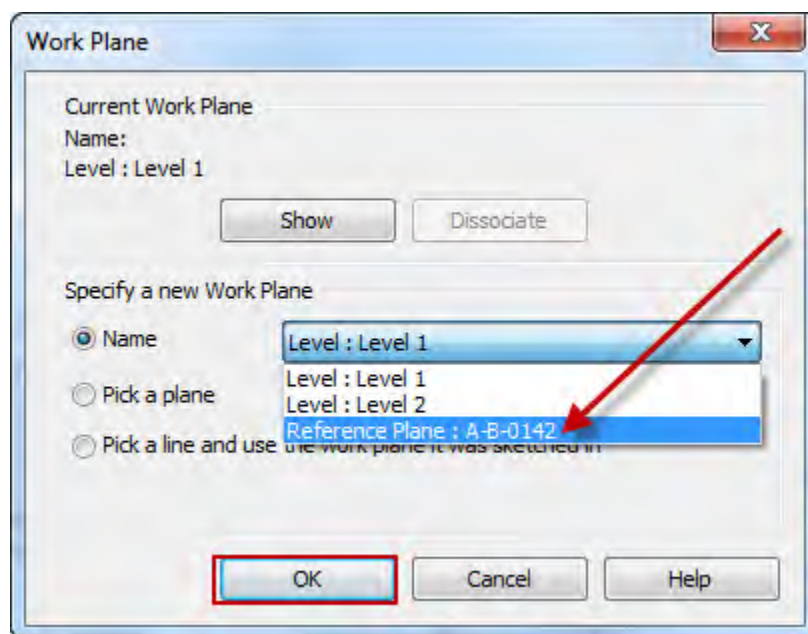 Work Plane
Current Work Plane
Name:
Level : Level 1
Show
Dissociate
Specify a new Work Plane
Name
Level : Level 1
Level : Level 1
Level : Level 2
Reference Plane : A-B-0142
Pick a plane
Pick a line and use the work plane it was sketched in
OK
Cancel
Help